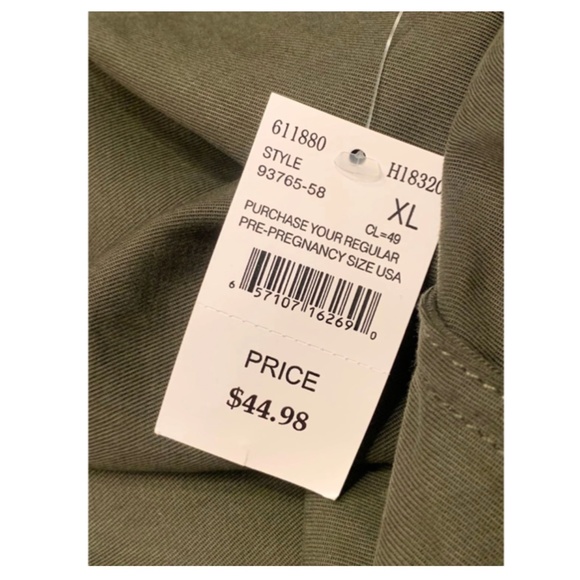 611880
H18320
STYLE
93765-58
XL
CL=49
PURCHASE YOUR REGULAR
PRE-PREGNANCY SIZE USA
6 57107 16269 0
PRICE
$44.98